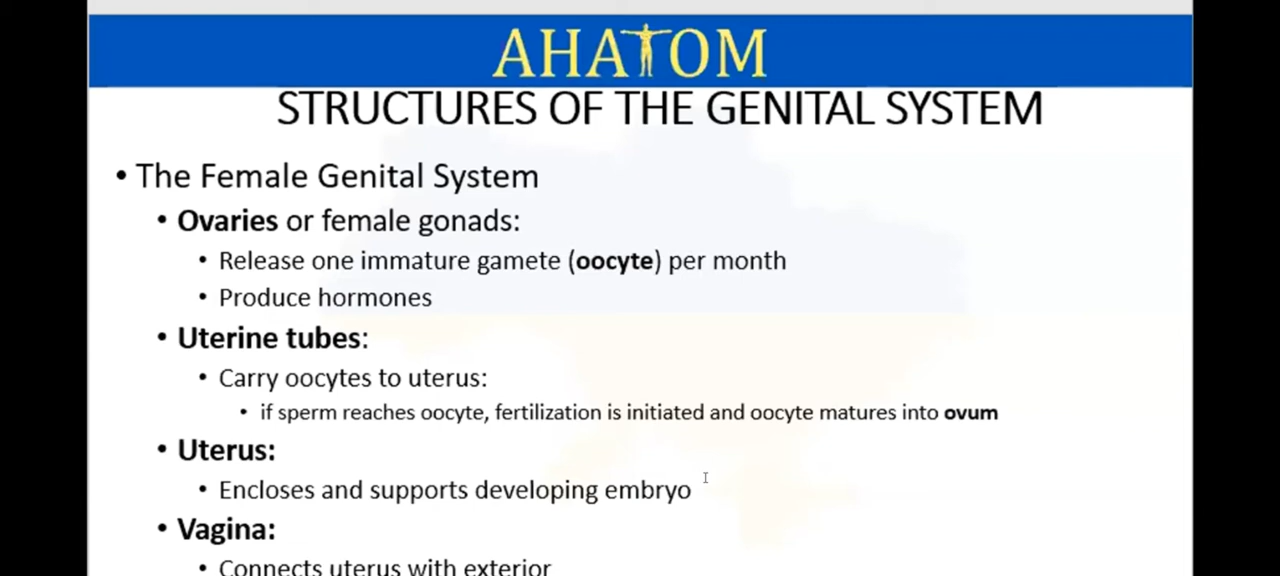 АНАТОМ
STRUCTURES OF THE GENITAL SYSTEM
• The Female Genital System
• Ovaries or female gonads:
• Release one immature gamete (oocyte) per month
• Produce hormones
• Uterine tubes:
• Carry oocytes to uterus:
• if sperm reaches oocyte, fertilization is initiated and oocyte matures into ovum
• Uterus:
• Encloses and supports developing embryo
• Vagina:
• Connects uterus with exterior